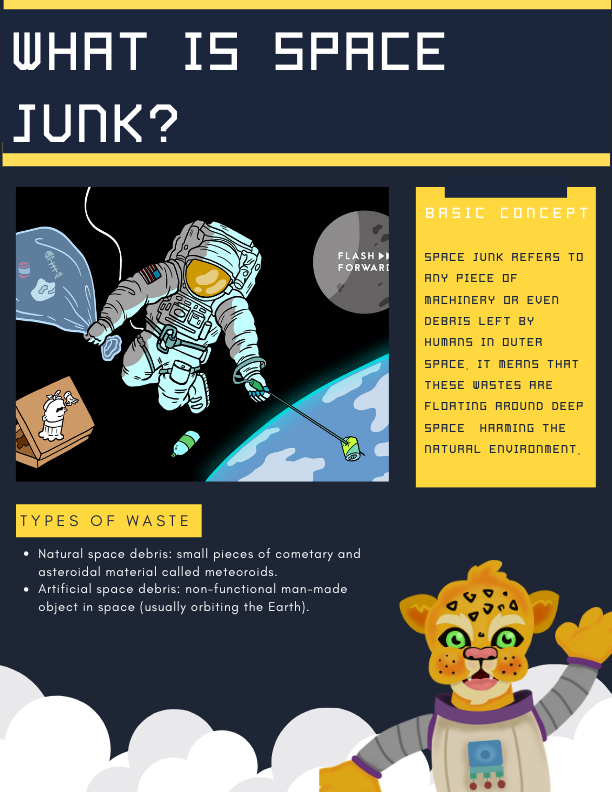 WHAT IS SPACE
JUNK?
FLASH
FORWARD
BASIC CONCEPT
SPACE JUNK REFERS TO
ANY PIECE OF
MACHINERY OR EVEN
DEBRIS LEFT BY
HUMANS IN OUTER
SPACE. IT MEANS THAT
THESE WASTES ARE
FLOATING AROUND DEEP
SPACE HARMING THE
NATURAL ENVIRONMENT.
TYPES OF WASTE
• Natural space debris: small pieces of cometary and
asteroidal material called meteoroids.
• Artificial space debris: non-functional man-made
object in space (usually orbiting the Earth).